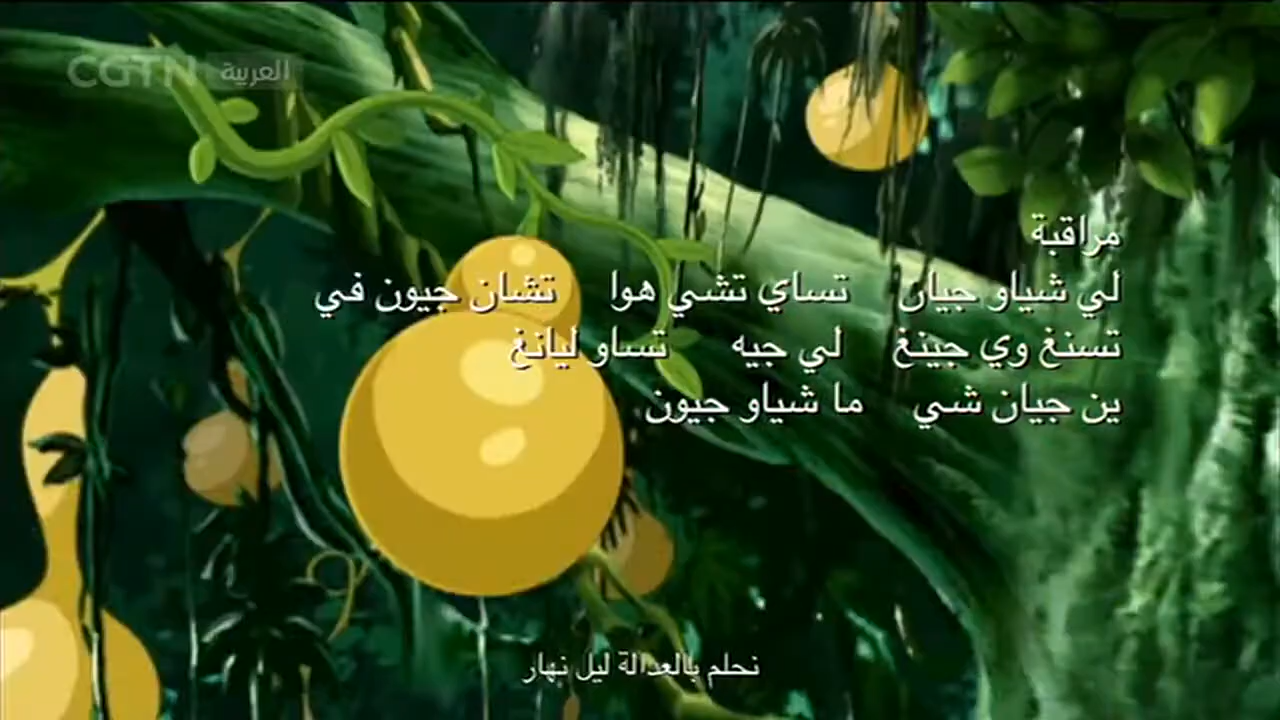 CGTN العربية
مراقبة
لي شياو جيان تساي تشي هوا تشان جيون في
تسنغ وي جينغ لي جيه تساو ليانغ
ين جيان شي ما شياو جيون
نحلم بالعدالة ليل نهار